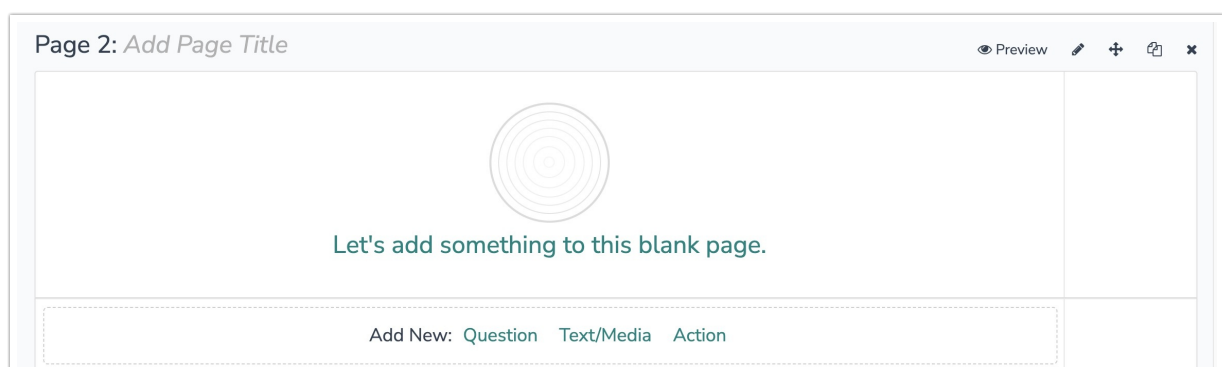 Page 2: Add Page Title
Preview
Let's add something to this blank page.
Add New: Question Text/Media Action